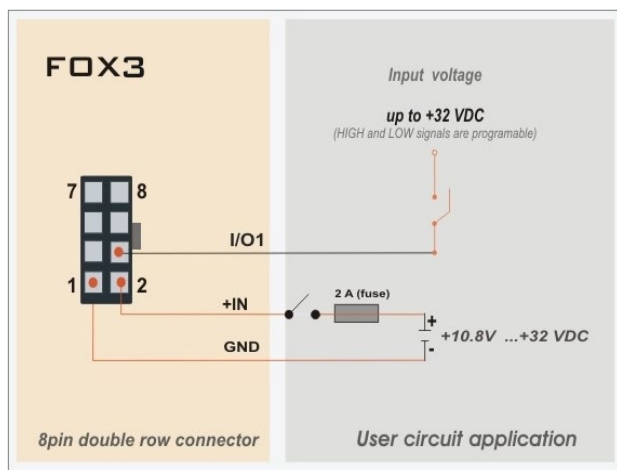 FOX3
Input voltage
up to +32 VDC
(HIGH and LOW signals are programable)
7
8
I/O1
1
2
+IN
2 A (fuse)
+
+10.8V ...+32 VDC
-
GND
8pin double row connector
User circuit application